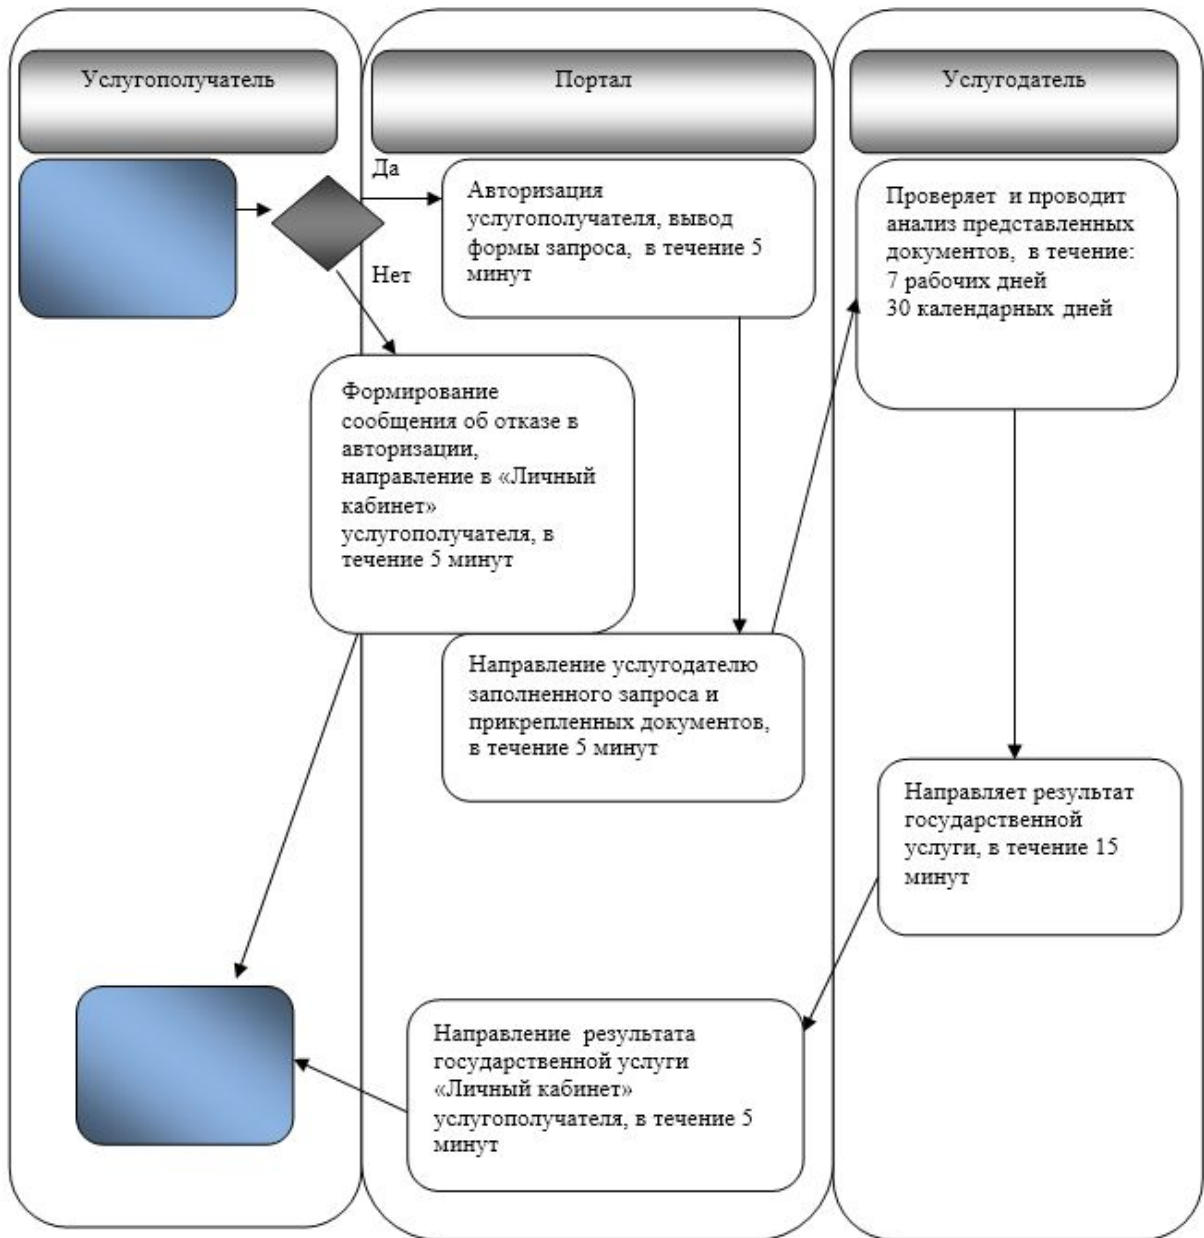 Услугополучатель
Портал
Услугодатель
Да
Авторизация
услугополучателя, вывод
формы запроса, в течение 5
минут
Проверяет и проводит
анализ представленных
документов, в течение:
7 рабочих дней
30 календарных дней
Нет
Формирование
сообщения об отказе в
авторизации,
направление в «Личный
кабинет»
услугополучателя, в
течение 5 минут
Направление услугодателю
заполненного запроса и
прикрепленных документов,
в течение 5 минут
Направляет результат
государственной
услуги, в течение 15
минут
Направление результата
государственной услуги
«Личный кабинет»
услугополучателя, в течение 5
минут